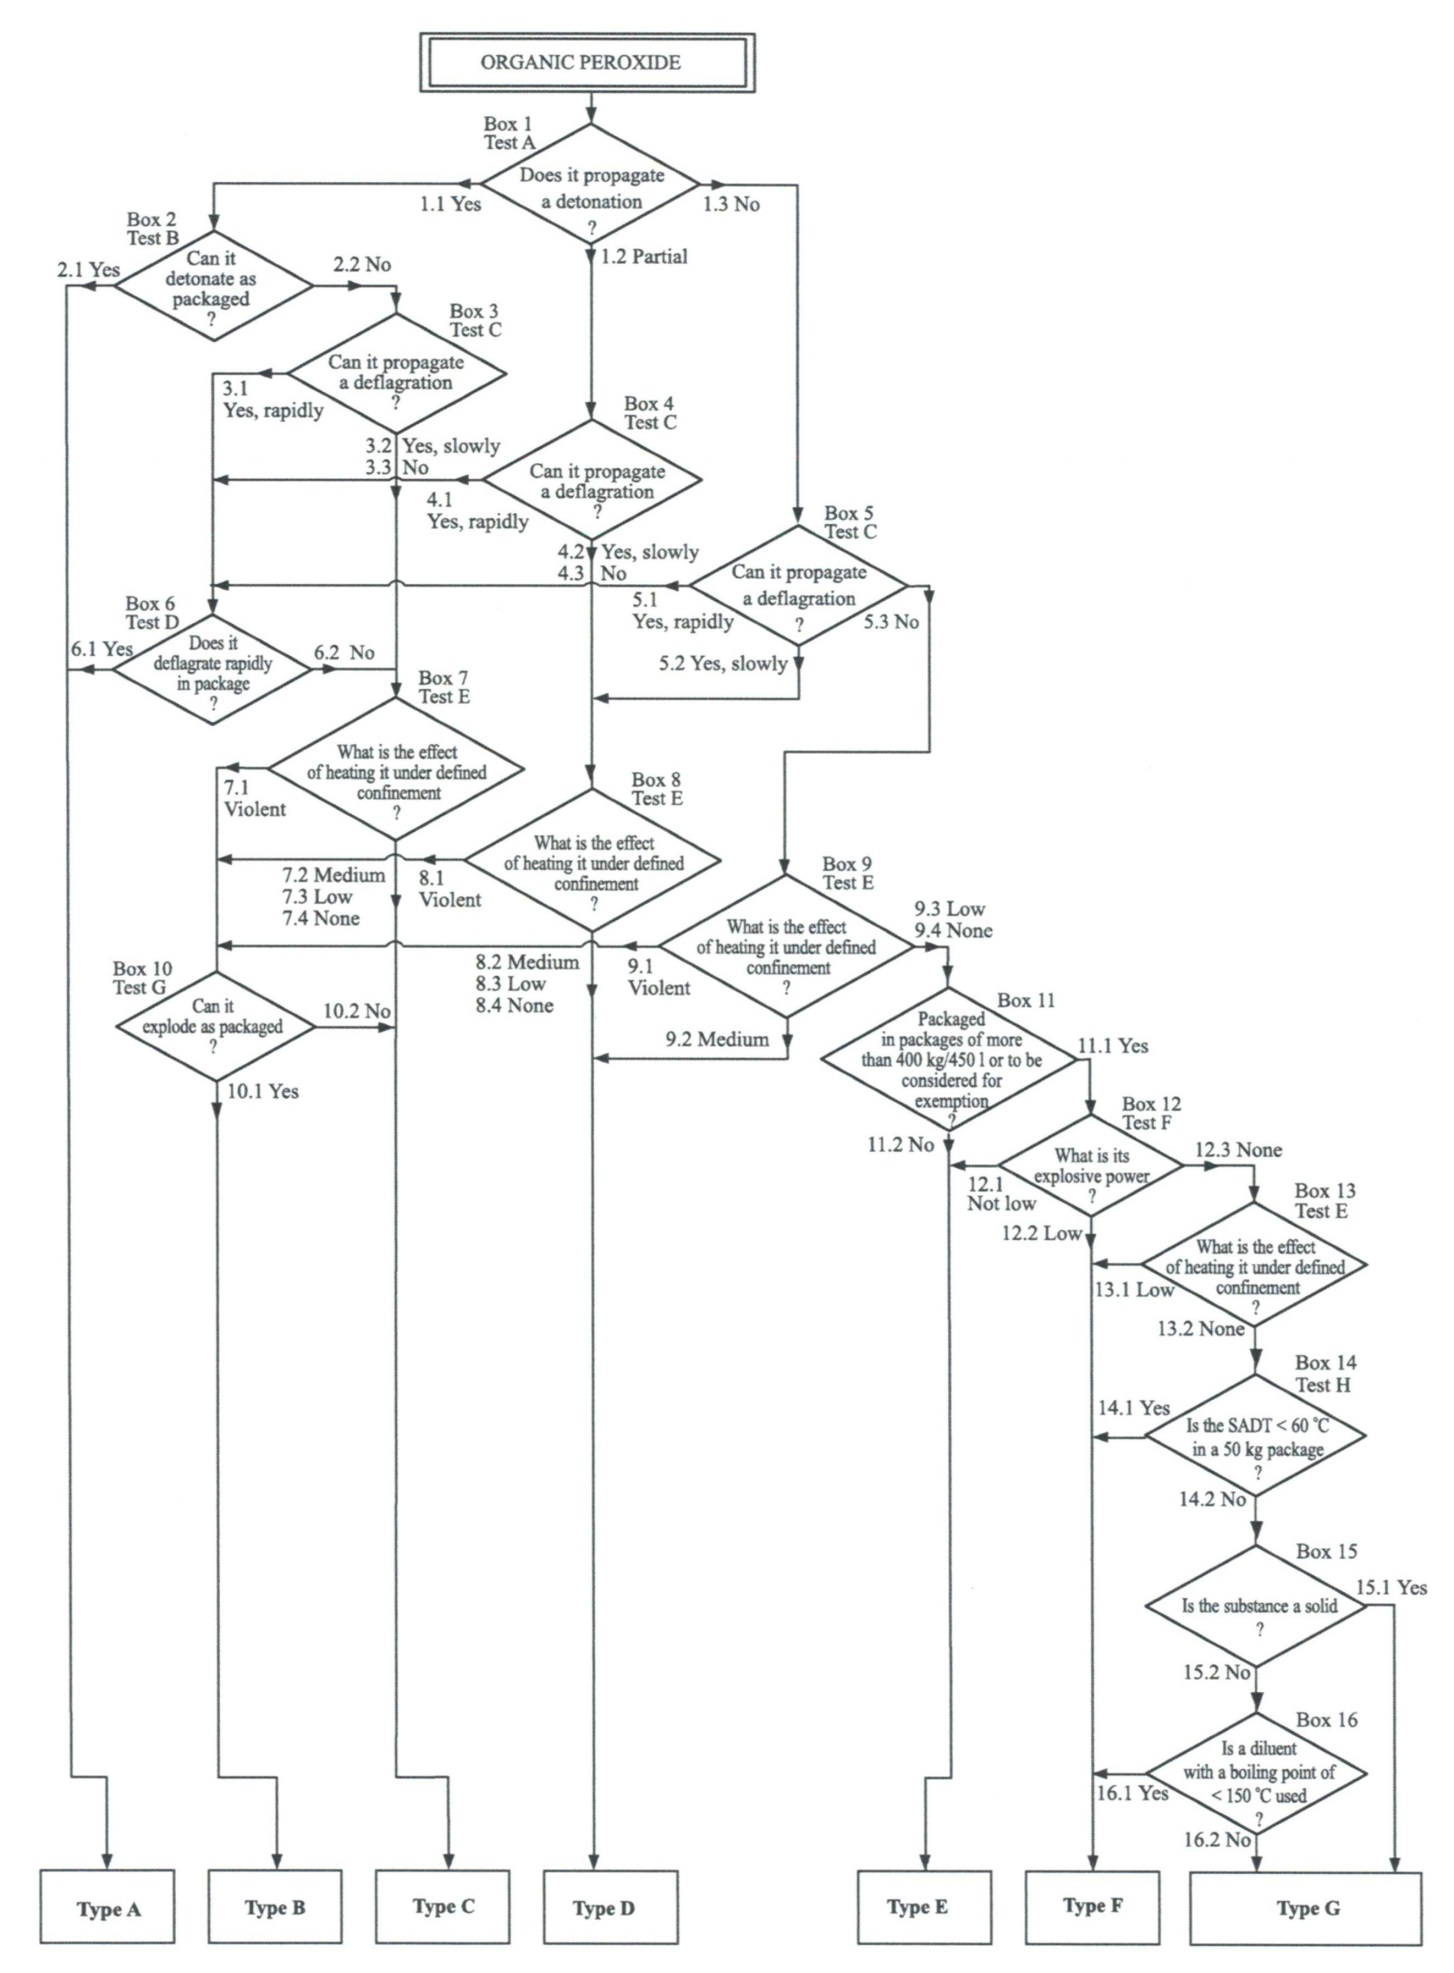 ORGANIC PEROXIDE
Box 1
Test A
Does it propagate
a detonation
?
1.1 Yes
1.3 No
1.2 Partial
Box 2
Test B
Can it
detonate as
packaged
?
2.1 Yes
2.2 No
Box 3
Test C
Can it propagate
a deflagration
?
3.1
Yes, rapidly
3.2 Yes, slowly
3.3 No
Box 4
Test C
Can it propagate
a deflagration
?
4.1
Yes, rapidly
4.2 Yes, slowly
4.3 No
Box 5
Test C
Can it propagate
a deflagration
?
5.1
Yes, rapidly
5.3 No
5.2 Yes, slowly
Box 6
Test D
Does it
deflagrate rapidly
in package
?
6.1 Yes
6.2 No
Box 7
Test E
What is the effect
of heating it under defined
confinement
?
7.1
Violent
7.2 Medium
7.3 Low
7.4 None
Box 8
Test E
What is the effect
of heating it under defined
confinement
?
8.1
Violent
8.2 Medium
8.3 Low
8.4 None
Box 9
Test E
What is the effect
of heating it under defined
confinement
?
9.3 Low
9.4 None
9.1
Violent
9.2 Medium
Box 10
Test G
Can it
explode as packaged
?
10.2 No
10.1 Yes
Box 11
Packaged
in packages of more
than 400 kg/450 l or to be
considered for
exemption
?
11.1 Yes
11.2 No
Box 12
Test F
What is its
explosive power
?
12.3 None
12.1
Not low
12.2 Low
Box 13
Test E
What is the effect
of heating it under defined
confinement
?
13.1 Low
13.2 None
Box 14
Test H
Is the SADT < 60 °C
in a 50 kg package
?
14.1 Yes
14.2 No
Box 15
Is the substance a solid
?
15.1 Yes
15.2 No
Box 16
Is a diluent
with a boiling point of
< 150 °C used
?
16.1 Yes
16.2 No
Type A
Type B
Type C
Type D
Type E
Type F
Type G